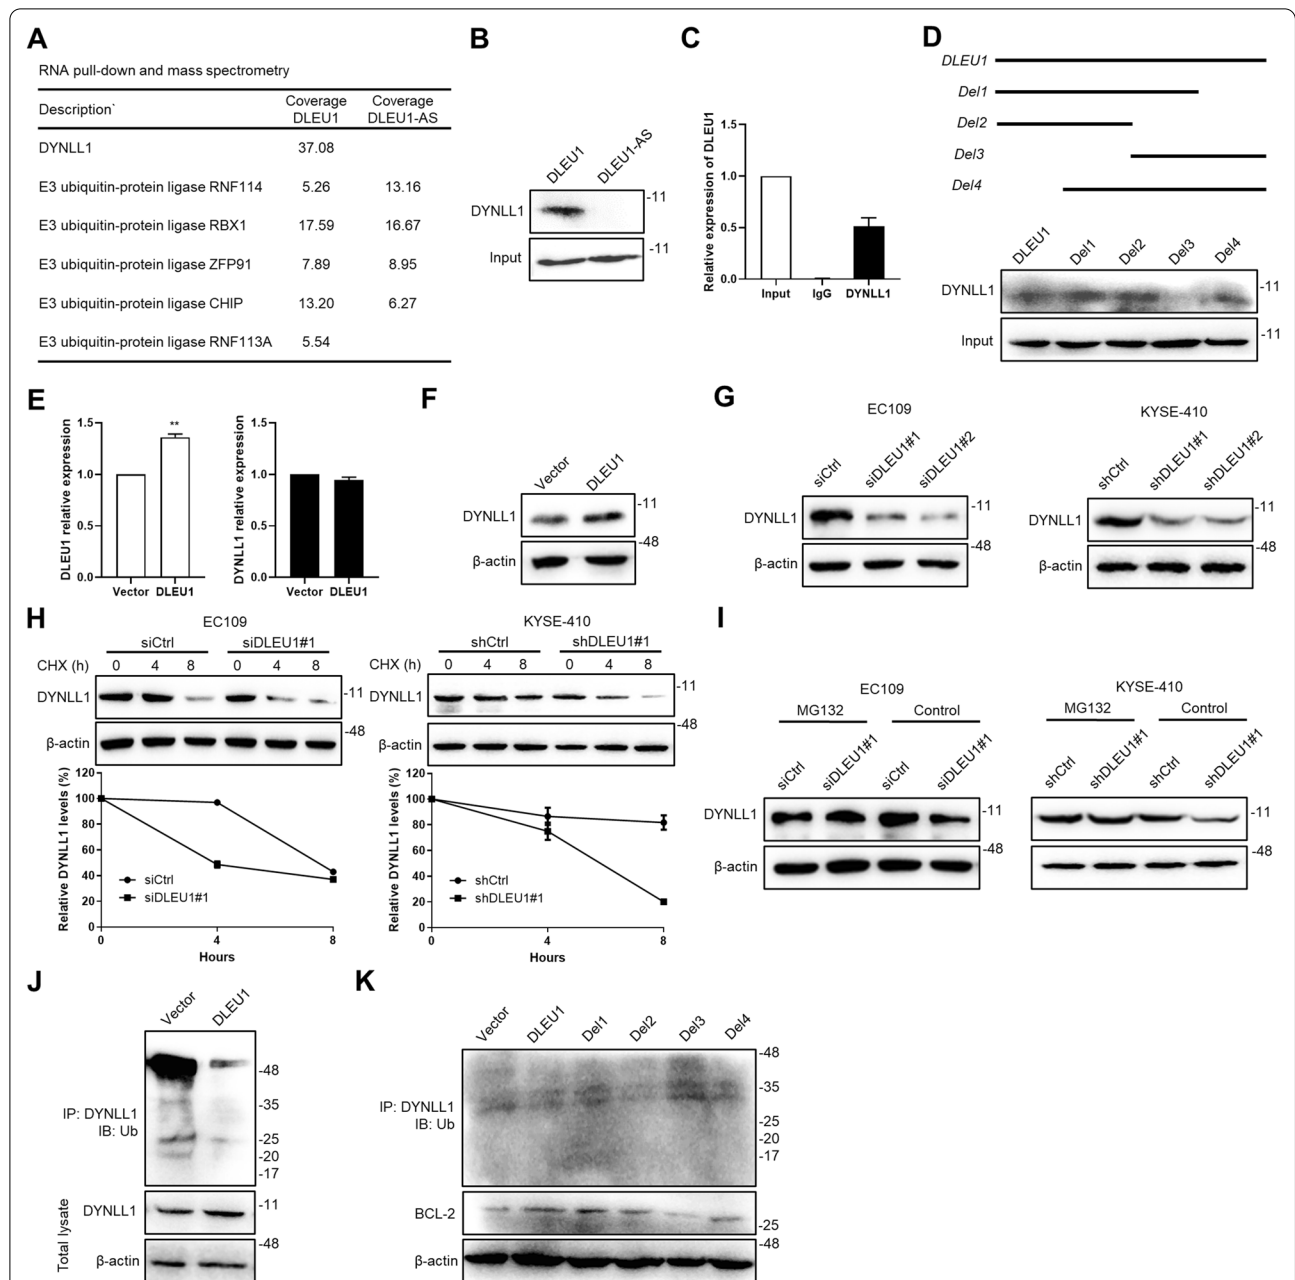 A
RNA pull-down and mass spectrometry
Description` Coverage DLEU1 Coverage DLEU1-AS
DYNLL1 37.08
E3 ubiquitin-protein ligase RNF114 5.26 13.16
E3 ubiquitin-protein ligase RBX1 17.59 16.67
E3 ubiquitin-protein ligase ZFP91 7.89 8.95
E3 ubiquitin-protein ligase CHIP 13.20 6.27
E3 ubiquitin-protein ligase RNF113A 5.54
B
DLEU1 DLEU1-AS
DYNLL1 -11
Input -11
C
Relative expression of DLEU1
1.5
1.0
0.5
0.0
Input IgG DYNLL1
D
DLEU1
Del1
Del2
Del3
Del4
DLEU1 Del1 Del2 Del3 Del4
DYNLL1 -11
Input -11
E
DLEU1 relative expression
1.5
1.0
0.5
0.0
**
Vector DLEU1
DYNLL1 relative expression
1.5
1.0
0.5
0.0
Vector DLEU1
F
Vector DLEU1
DYNLL1 -11
β-actin -48
G
EC109
siCtrl siDLEU1#1 siDLEU1#2
DYNLL1 -11
β-actin -48
KYSE-410
shCtrl shDLEU1#1 shDLEU1#2
DYNLL1 -11
β-actin -48
H
EC109
siCtrl siDLEU1#1
CHX (h) 0 4 8 0 4 8
DYNLL1 -11
β-actin -48
Relative DYNLL1 levels (%)
120
100
80
60
40
20
0
siCtrl
siDLEU1#1
0 4 8
Hours
KYSE-410
shCtrl shDLEU1#1
CHX (h) 0 4 8 0 4 8
DYNLL1 -11
β-actin -48
Relative DYNLL1 levels (%)
120
100
80
60
40
20
0
shCtrl
shDLEU1#1
0 4 8
Hours
I
EC109
MG132 Control
siCtrl siDLEU1#1 siCtrl siDLEU1#1
DYNLL1 -11
β-actin -48
KYSE-410
MG132 Control
shCtrl shDLEU1#1 shCtrl shDLEU1#1
-11
-48
J
Vector DLEU1
IP: DYNLL1
IB: Ub
-48
-35
-25
-20
-17
Total lysate
DYNLL1 -11
β-actin -48
K
Vector DLEU1 Del1 Del2 Del3 Del4
IP: DYNLL1
IB: Ub
-48
-35
-25
-20
-17
BCL-2 -25
β-actin -48